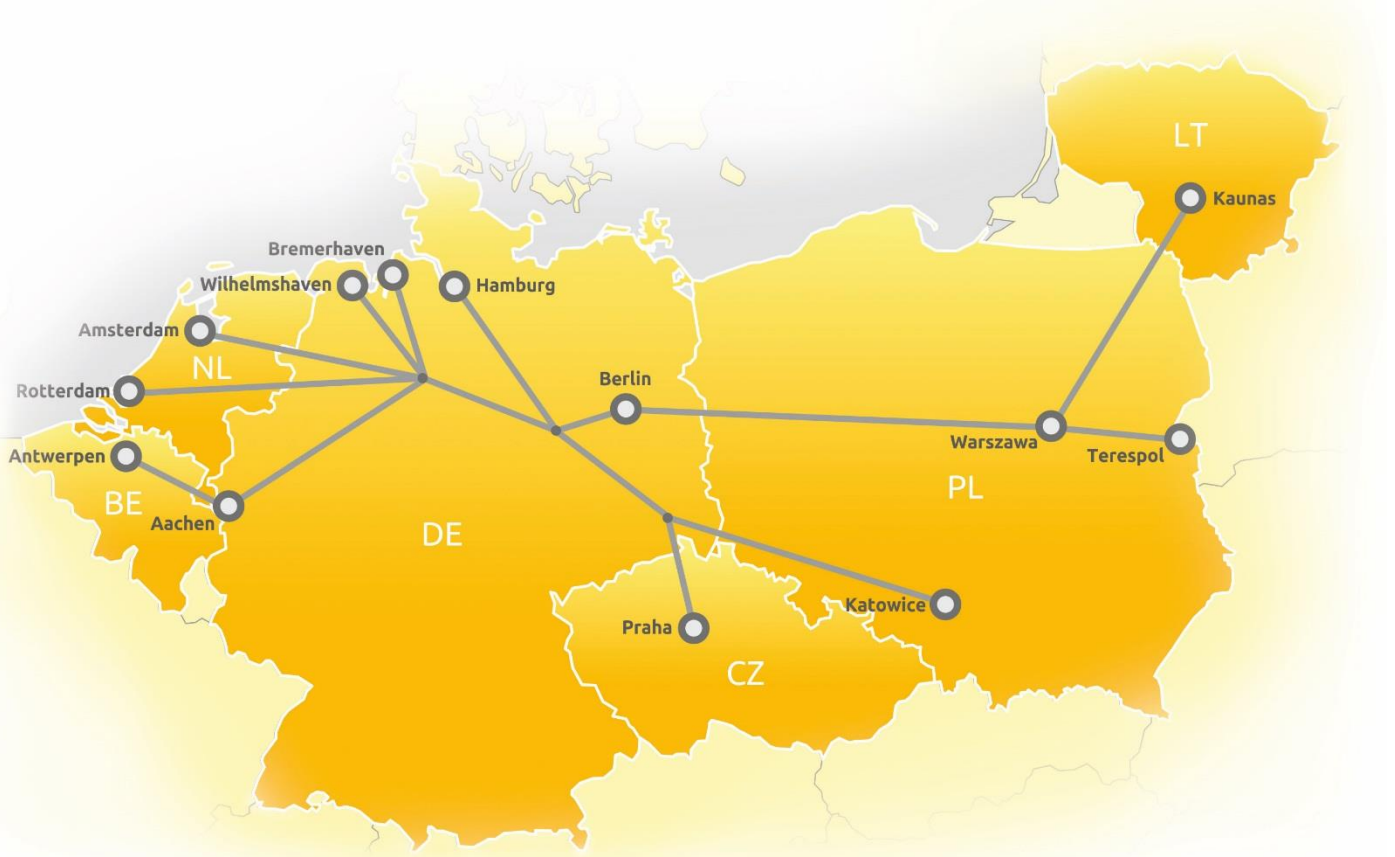 LT
Kaunas
Bremerhaven
Wilhelmshaven
Hamburg
Amsterdam
NL
Rotterdam
Berlin
Warszawa
Terespol
Antwerpen
BE
Aachen
DE
PL
Katowice
Praha
CZ